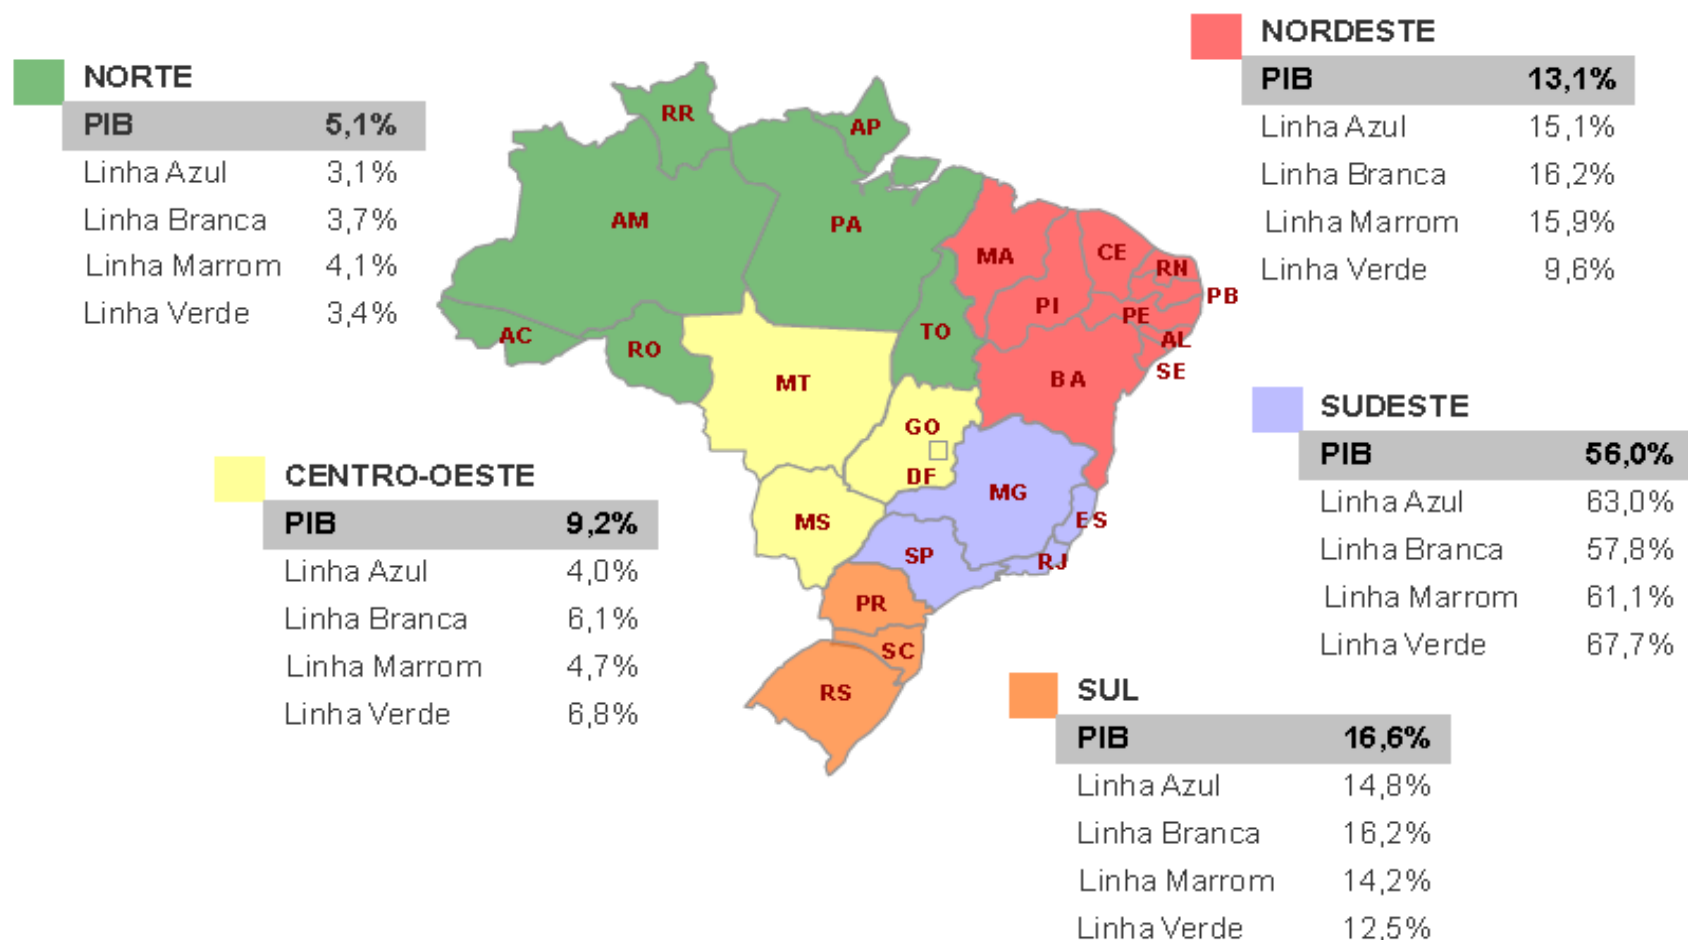 NORTE
PIB 5,1%
Linha Azul 3,1%
Linha Branca 3,7%
Linha Marrom 4,1%
Linha Verde 3,4%
NORDESTE
PIB 13,1%
Linha Azul 15,1%
Linha Branca 16,2%
Linha Marrom 15,9%
Linha Verde 9,6%
RR
AP
AM
PA
MA
CE
RN
PB
PI
PE
AL
SE
AC
RO
TO
BA
MT
GO
DF
MG
ES
MS
SP
RJ
PR
SC
RS
CENTRO-OESTE
PIB 9,2%
Linha Azul 4,0%
Linha Branca 6,1%
Linha Marrom 4,7%
Linha Verde 6,8%
SUDESTE
PIB 56,0%
Linha Azul 63,0%
Linha Branca 57,8%
Linha Marrom 61,1%
Linha Verde 67,7%
SUL
PIB 16,6%
Linha Azul 14,8%
Linha Branca 16,2%
Linha Marrom 14,2%
Linha Verde 12,5%